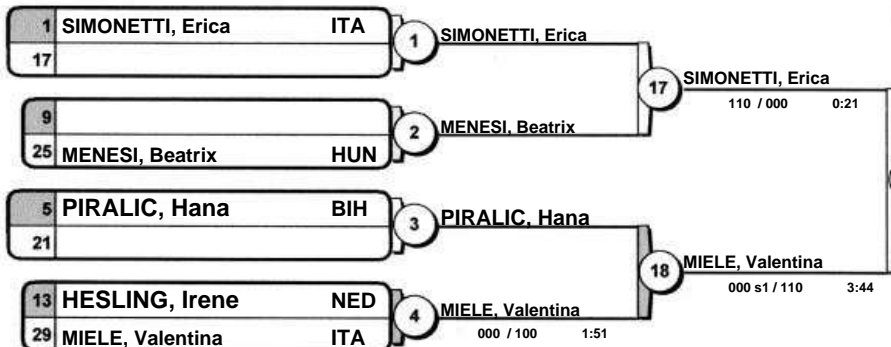 1 SIMONETTI, Erica ITA
17
1 SIMONETTI, Erica
9
25 MENESI, Beatrix HUN
2 MENESI, Beatrix
17 SIMONETTI, Erica
110 / 000 0:21
5 PIRALIC, Hana BIH
21
3 PIRALIC, Hana
13 HESLING, Irene NED
29 MIELE, Valentina ITA
4 MIELE, Valentina
000 / 100 1:51
18 MIELE, Valentina
000 s1 / 110 3:44